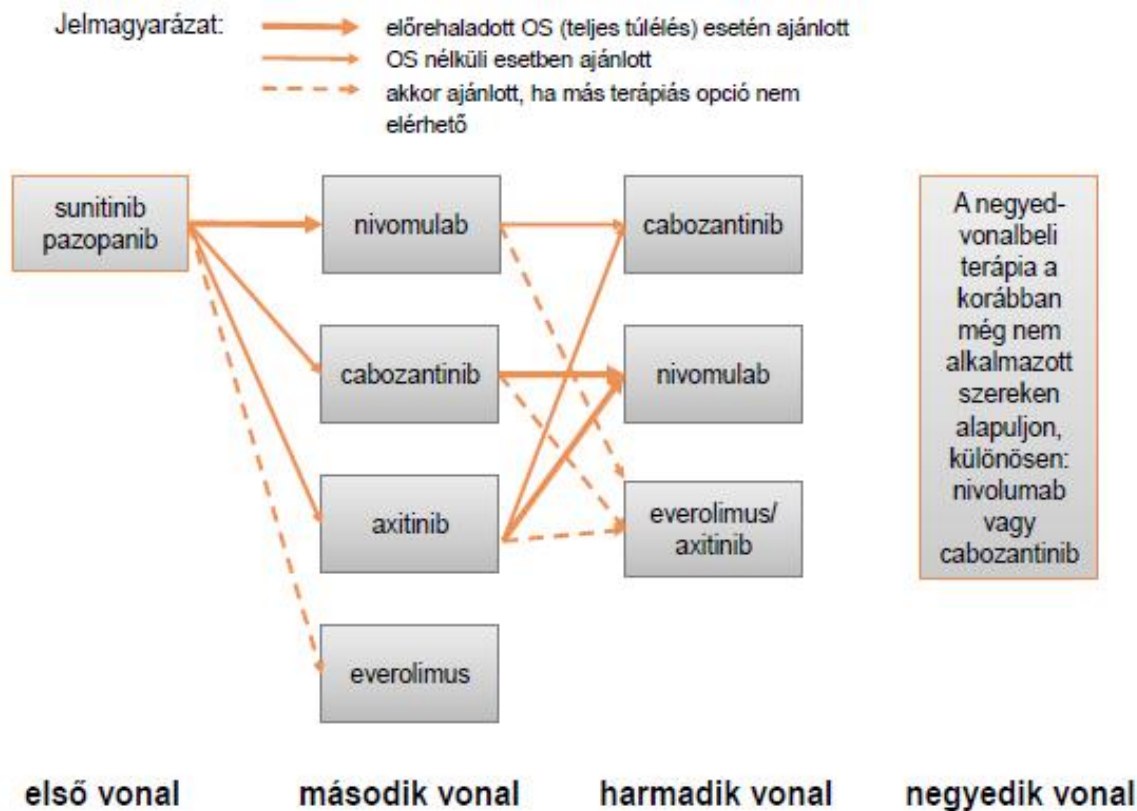 Jelmagyarázat:
előrehaladott OS (teljes túlélés) esetén ajánlott
OS nélküli esetben ajánlott
akkor ajánlott, ha más terápiás opció nem
elérhető
sunitinib
pazopanib
nivomulab
cabozantinib
axitinib
everolimus
cabozantinib
nivomulab
everolimus/
axitinib
A negyed-
vonalbeli
terápia a
korábban
még nem
alkalmazott
szereken
alapuljon,
különösen:
nivolumab
vagy
cabozantinib
első vonal
második vonal
harmadik vonal
negyedik vonal